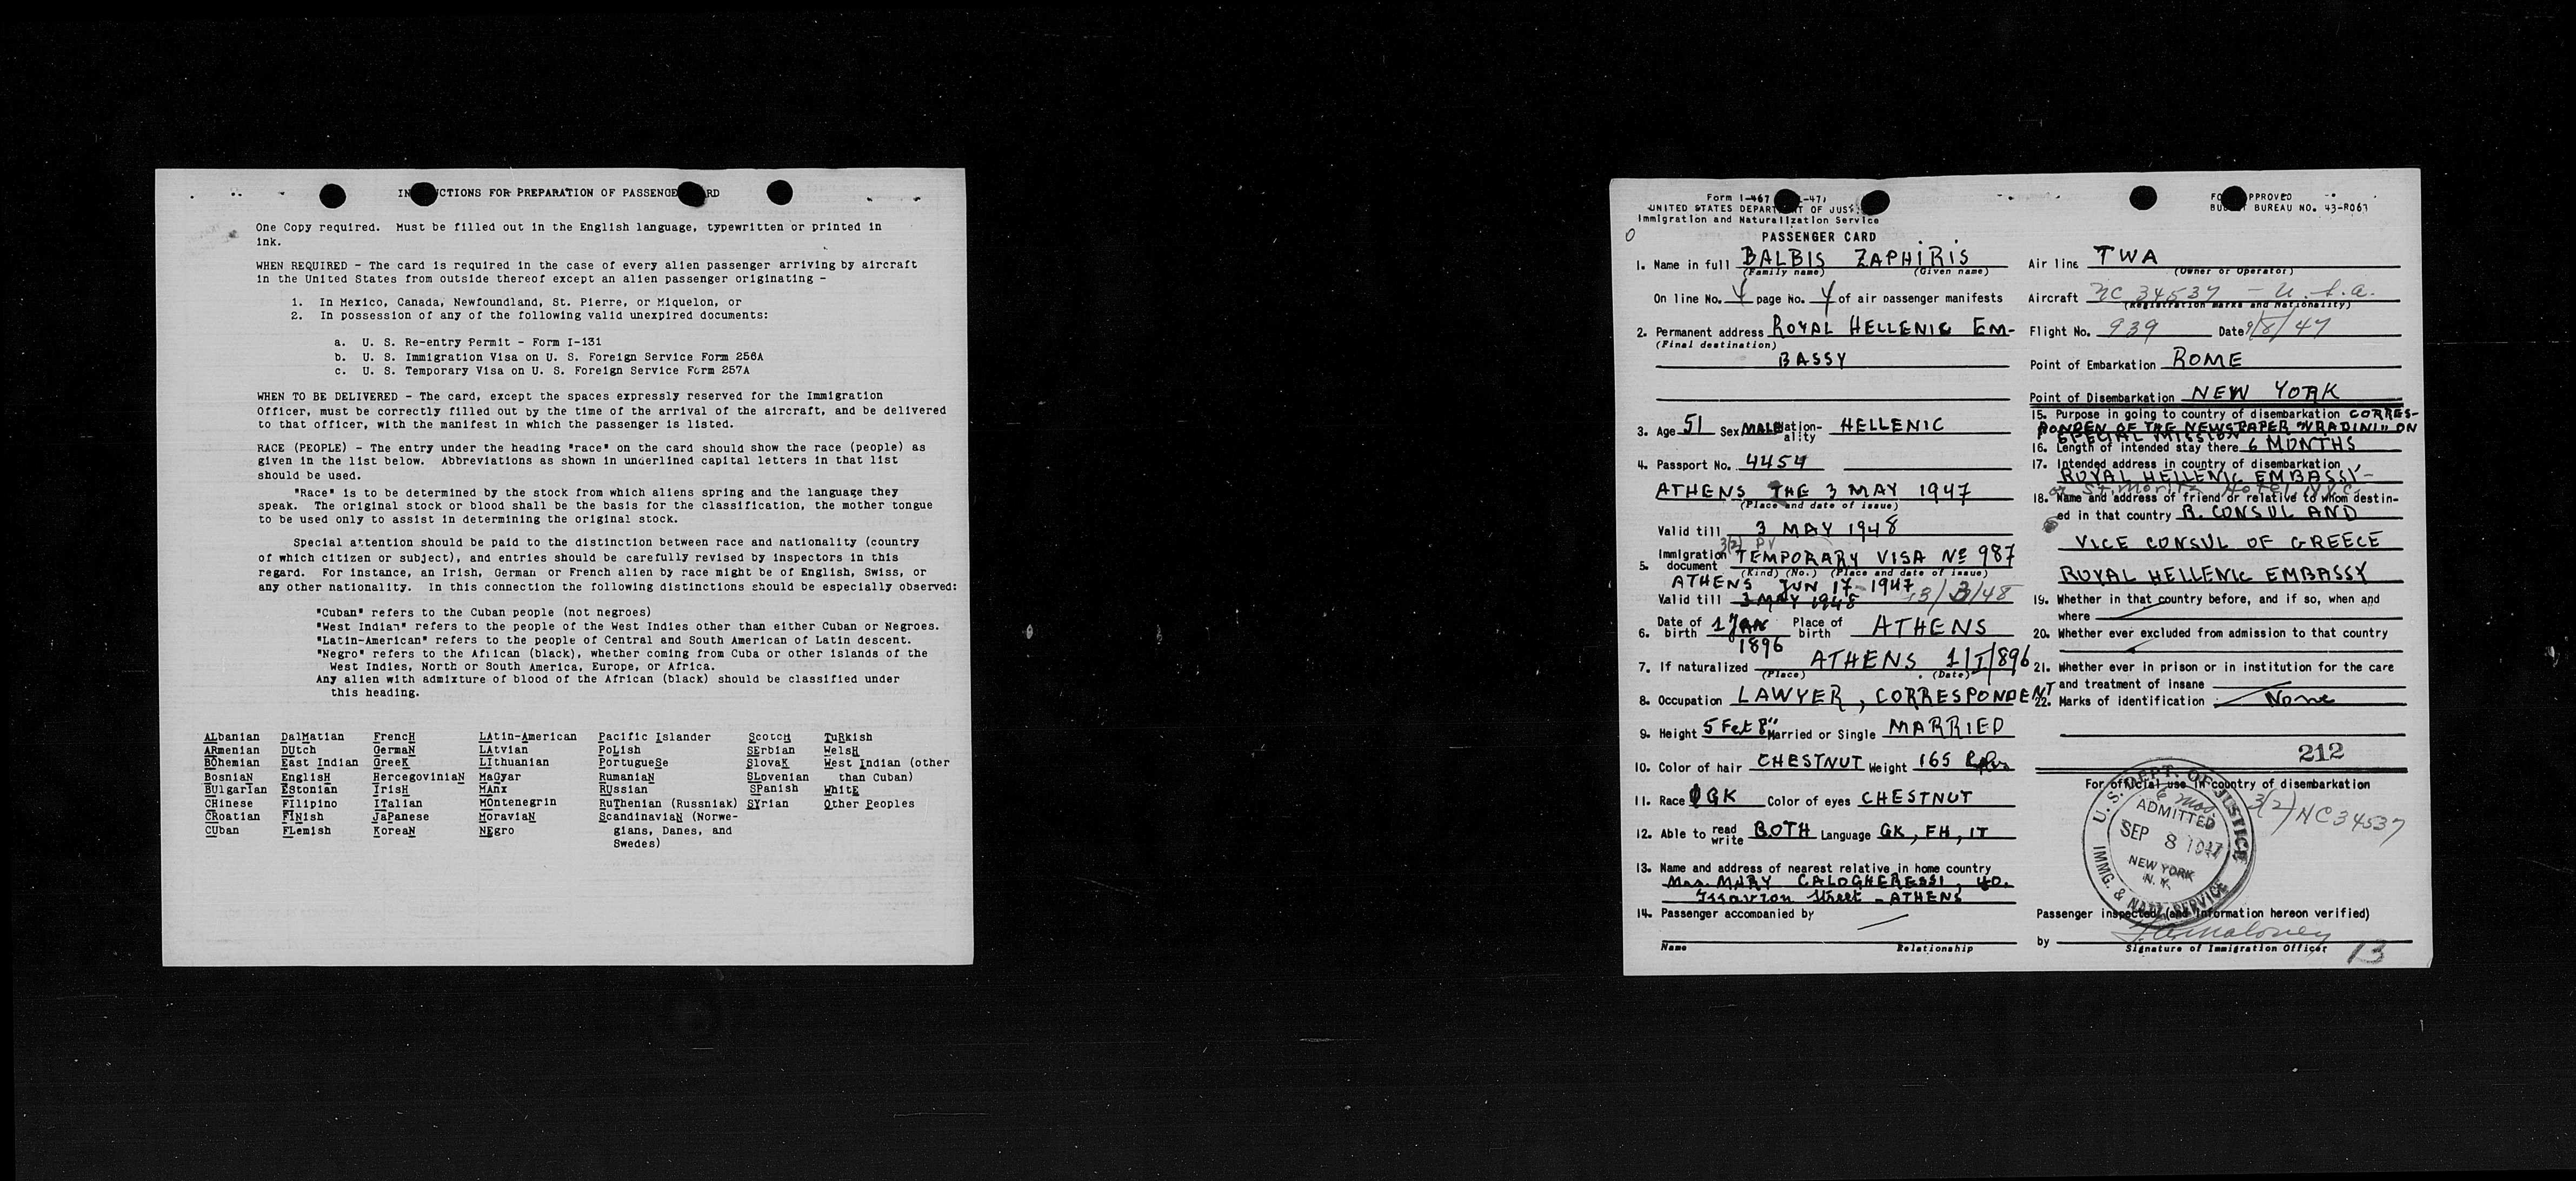 INSTRUCTIONS FOR PREPARATION OF PASSENGER CARD
One Copy required. Must be filled out in the English language, typewritten or printed in
ink.
WHEN REQUIRED - The card is required in the case of every alien passenger arriving by aircraft
in the United States from outside thereof except an alien passenger originating -
1. In Mexico, Canada, Newfoundland, St. Pierre, or Miquelon, or
2. In possession of any of the following valid unexpired documents:
a. U. S. Re-entry Permit - Form I-131
b. U. S. Immigration Visa on U. S. Foreign Service Form 256A
c. U. S. Temporary Visa on U. S. Foreign Service Form 257A
WHEN TO BE DELIVERED - The card, except the spaces expressly reserved for the Immigration
Officer, must be correctly filled out by the time of the arrival of the aircraft, and be delivered
to that officer, with the manifest in which the passenger is listed.
RACE (PEOPLE) - The entry under the heading "race" on the card should show the race (people) as
given in the list below. Abbreviations as shown in underlined capital letters in that list
should be used.
"Race" is to be determined by the stock from which aliens spring and the language they
speak. The original stock or blood shall be the basis for the classification, the mother tongue
to be used only to assist in determining the original stock.
Special attention should be paid to the distinction between race and nationality (country
of which citizen or subject), and entries should be carefully revised by inspectors in this
regard. For instance, an Irish, German or French alien by race might be of English, Swiss, or
any other nationality. In this connection the following distinctions should be especially observed:
"Cuban" refers to the Cuban people (not negroes)
"West Indian" refers to the people of the West Indies other than either Cuban or Negroes.
"Latin-American" refers to the people of Central and South American of Latin descent.
"Negro" refers to the African (black), whether coming from Cuba or other islands of the
West Indies, North or South America, Europe, or Africa.
Any alien with admixture of blood of the African (black) should be classified under
this heading.
ALbanian DalMatian FrencH LAtin-American Pacific Islander ScotcH TuRkish
ARmenian DUtch GermaN LAtvian PoLish SErbian WelsH
BOhemian East Indian GreeK LIthuanian PortugueSe SlovaK West Indian (other
BosniaN EnglisH HercegoviniaN MaGyar RumaniaN SLovenian than Cuban)
BUlgarian EStonian IrisH MAnx RUssian SPanish WhitE
CHinese FIlipino ITalian MOntenegrin RuThenian (Russniak) SYrian Other Peoples
CRoatian FINish JaPanese MoraviaN ScandinaviaN (Norwe-
CUban FLemish KoreaN NEgro gians, Danes, and
Swedes)
Form I-467 -47)
UNITED STATES DEPARTMENT OF JUSTICE
Immigration and Naturalization Service
FORM APPROVED
BUDGET BUREAU NO. 43-R061
PASSENGER CARD
1. Name in full BALBIS ZAPHIRIS
(Family name) (Given name)
On line No. 4 page No. 4 of air passenger manifests
2. Permanent address ROYAL HELLENIC EM-
(Final destination)
BASSY
3. Age 51 Sex MALE Nation-ality HELLENIC
4. Passport No. 4454
ATHENS THE 3 MAY 1947
(Place and date of issue)
Valid till 3 MAY 1948
3(2) PV
5. Immigration document TEMPORARY VISA Nº 987
(Kind) (No.) (Place and date of issue)
ATHENS JUN 17-1947
Valid till 3 MAY 1948 3/3/48
6. Date of birth 1 JAN 1896 Place of birth ATHENS
7. If naturalized ATHENS 1/I/896
(Place) (Date)
8. Occupation LAWYER, CORRESPONDENT
9. Height 5 Feet 8" Married or Single MARRIED
10. Color of hair CHESTNUT Weight 165
11. Race GK Color of eyes CHESTNUT
12. Able to read write BOTH Language GK, FH, IT
13. Name and address of nearest relative in home country
Mrs. MARY CALOGHERESSI, 40.
Issavron Street - ATHENS
14. Passenger accompanied by
Name Relationship
Air line TWA
(Owner or Operator)
Aircraft NC 34537 - U.S.A.
(Registration marks and Nationality)
Flight No. 939 Date 9/8/47
Point of Embarkation ROME
Point of Disembarkation NEW YORK
15. Purpose in going to country of disembarkation CORRES-
PONDEN OF THE NEWSPAPER "VRADINI" ON
SPECIAL MISSION
16. Length of intended stay there 6 MONTHS
17. Intended address in country of disembarkation
ROYAL HELLENIC EMBASSY-
or St. Moritz Hotel N.Y.C.
18. Name and address of friend or relative to whom destin-
ed in that country R. CONSUL AND
VICE CONSUL OF GREECE
ROYAL HELLENIC EMBASSY
19. Whether in that country before, and if so, when and
where
20. Whether ever excluded from admission to that country
21. Whether ever in prison or in institution for the care
and treatment of insane
22. Marks of identification None
212
For official use in country of disembarkation
U. S. DEPT. OF JUSTICE
6 mos.
ADMITTED
SEP 8 1947
NEW YORK
N. Y.
IMMG. & NATZ. SERVICE
3(2) NC34537
Passenger inspected (and information hereon verified)
by
Signature of Immigration Officer
13